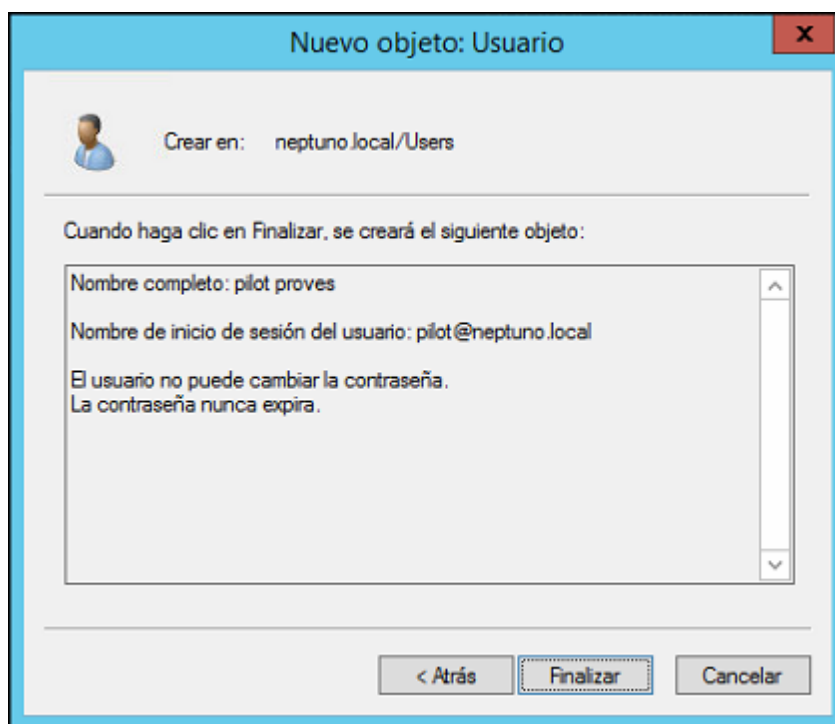 Nuevo objeto: Usuario
x
Crear en: neptuno.local/Users
Cuando haga clic en Finalizar, se creará el siguiente objeto:
Nombre completo: pilot proves
Nombre de inicio de sesión del usuario: pilot@neptuno.local
El usuario no puede cambiar la contraseña.
La contraseña nunca expira.
< Atrás Finalizar Cancelar